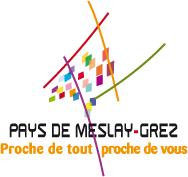 PAYS DE MESLAY-GREZ
Proche de tout proche de vous